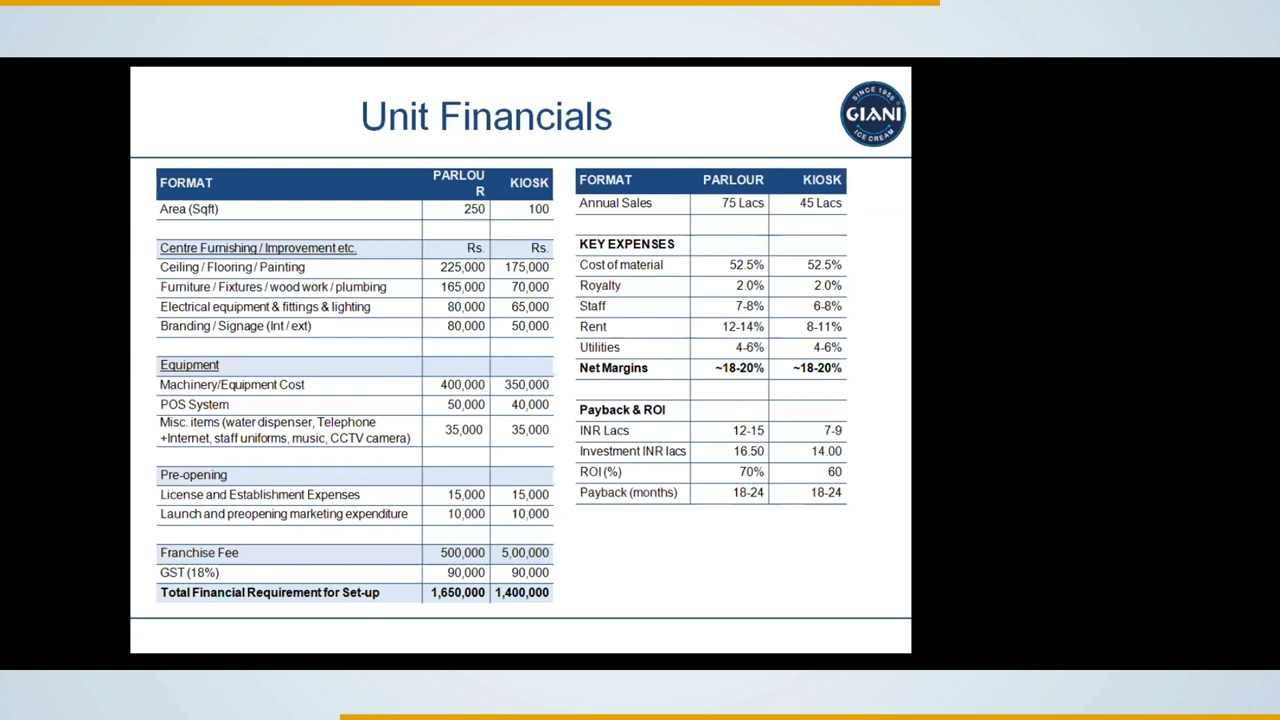 Unit Financials
SINCE 1956
GIANI
ICE CREAM
FORMAT PARLOU
R KIOSK
Area (Sqft) 250 100
Centre Furnishing / Improvement etc. Rs. Rs.
Ceiling / Flooring / Painting 225,000 175,000
Furniture / Fixtures / wood work / plumbing 165,000 70,000
Electrical equipment & fittings & lighting 80,000 65,000
Branding / Signage (Int / ext) 80,000 50,000
Equipment
Machinery/Equipment Cost 400,000 350,000
POS System 50,000 40,000
Misc. items (water dispenser, Telephone
+Internet, staff uniforms, music, CCTV camera) 35,000 35,000
Pre-opening
License and Establishment Expenses 15,000 15,000
Launch and preopening marketing expenditure 10,000 10,000
Franchise Fee 500,000 5,00,000
GST (18%) 90,000 90,000
Total Financial Requirement for Set-up 1,650,000 1,400,000
FORMAT PARLOUR KIOSK
Annual Sales 75 Lacs 45 Lacs
KEY EXPENSES
Cost of material 52.5% 52.5%
Royalty 2.0% 2.0%
Staff 7-8% 6-8%
Rent 12-14% 8-11%
Utilities 4-6% 4-6%
Net Margins ~18-20% ~18-20%
Payback & ROI
INR Lacs 12-15 7-9
Investment INR lacs 16.50 14.00
ROI (%) 70% 60
Payback (months) 18-24 18-24